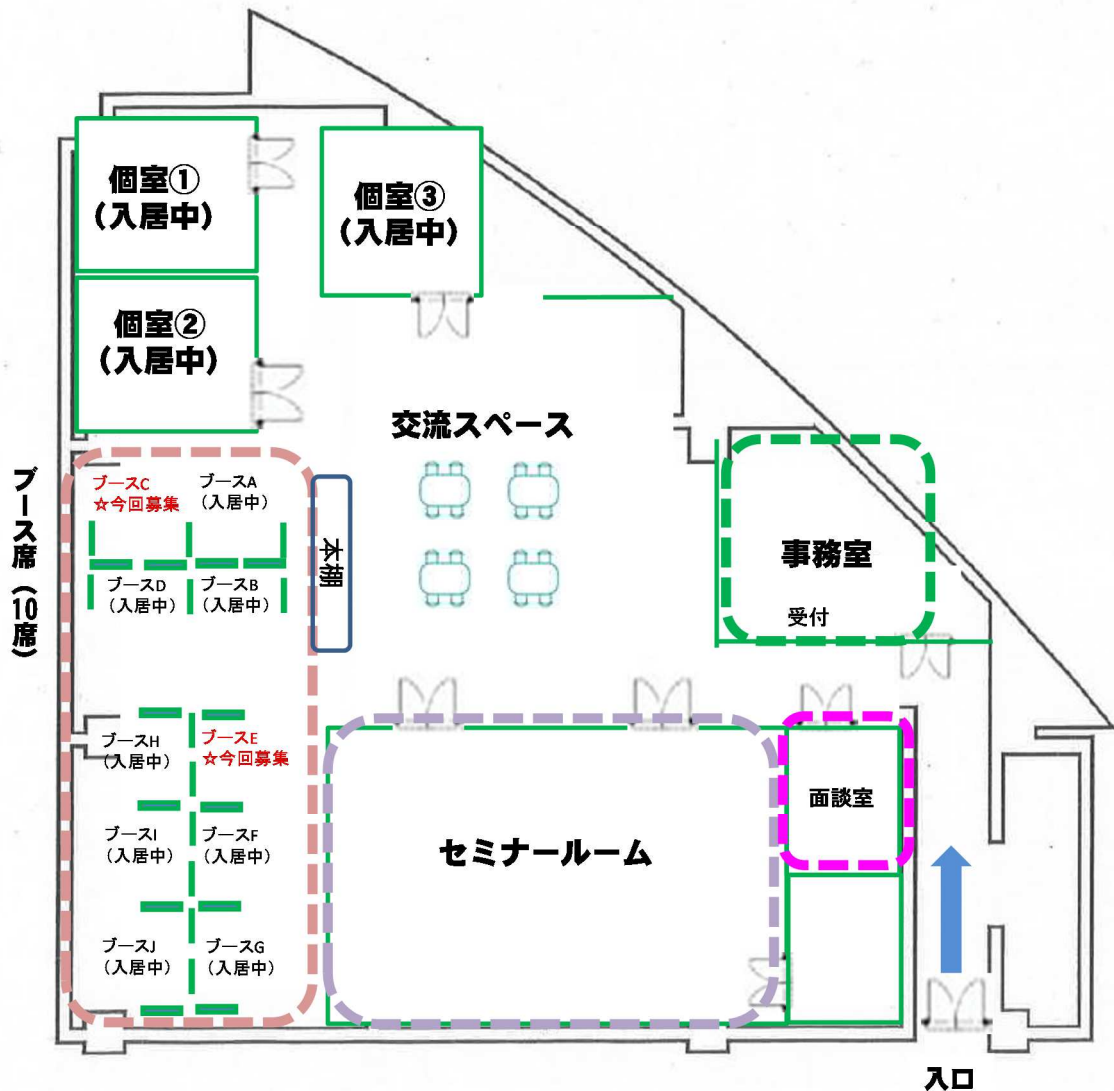 個室①
（入居中）
個室③
（入居中）
個室②
（入居中）
交流スペース
ブース席（10席）
ブースC
☆今回募集
ブースA
（入居中）
ブースD
（入居中）
ブースB
（入居中）
本棚
事務室
受付
ブースH
（入居中）
ブースE
☆今回募集
ブースI
（入居中）
ブースF
（入居中）
ブースJ
（入居中）
ブースG
（入居中）
セミナールーム
面談室
入口